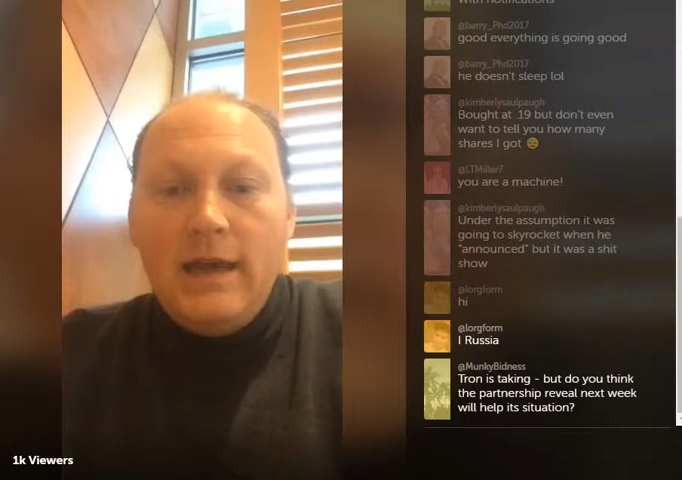 with notifications
@barry_Phd2017
good everything is going good
@barry_Phd2017
he doesn't sleep lol
@kimberlysaulpaugh
Bought at .19 but don't even
want to tell you how many
shares I got 😔
@LTMillar7
you are a machine!
@kimberlysaulpaugh
Under the assumption it was
going to skyrocket when he
"announced" but it was a shit
show
@lorgform
hi
@lorgform
I Russia
@MunkyBidness
Tron is taking - but do you think
the partnership reveal next week
will help its situation?
1k Viewers